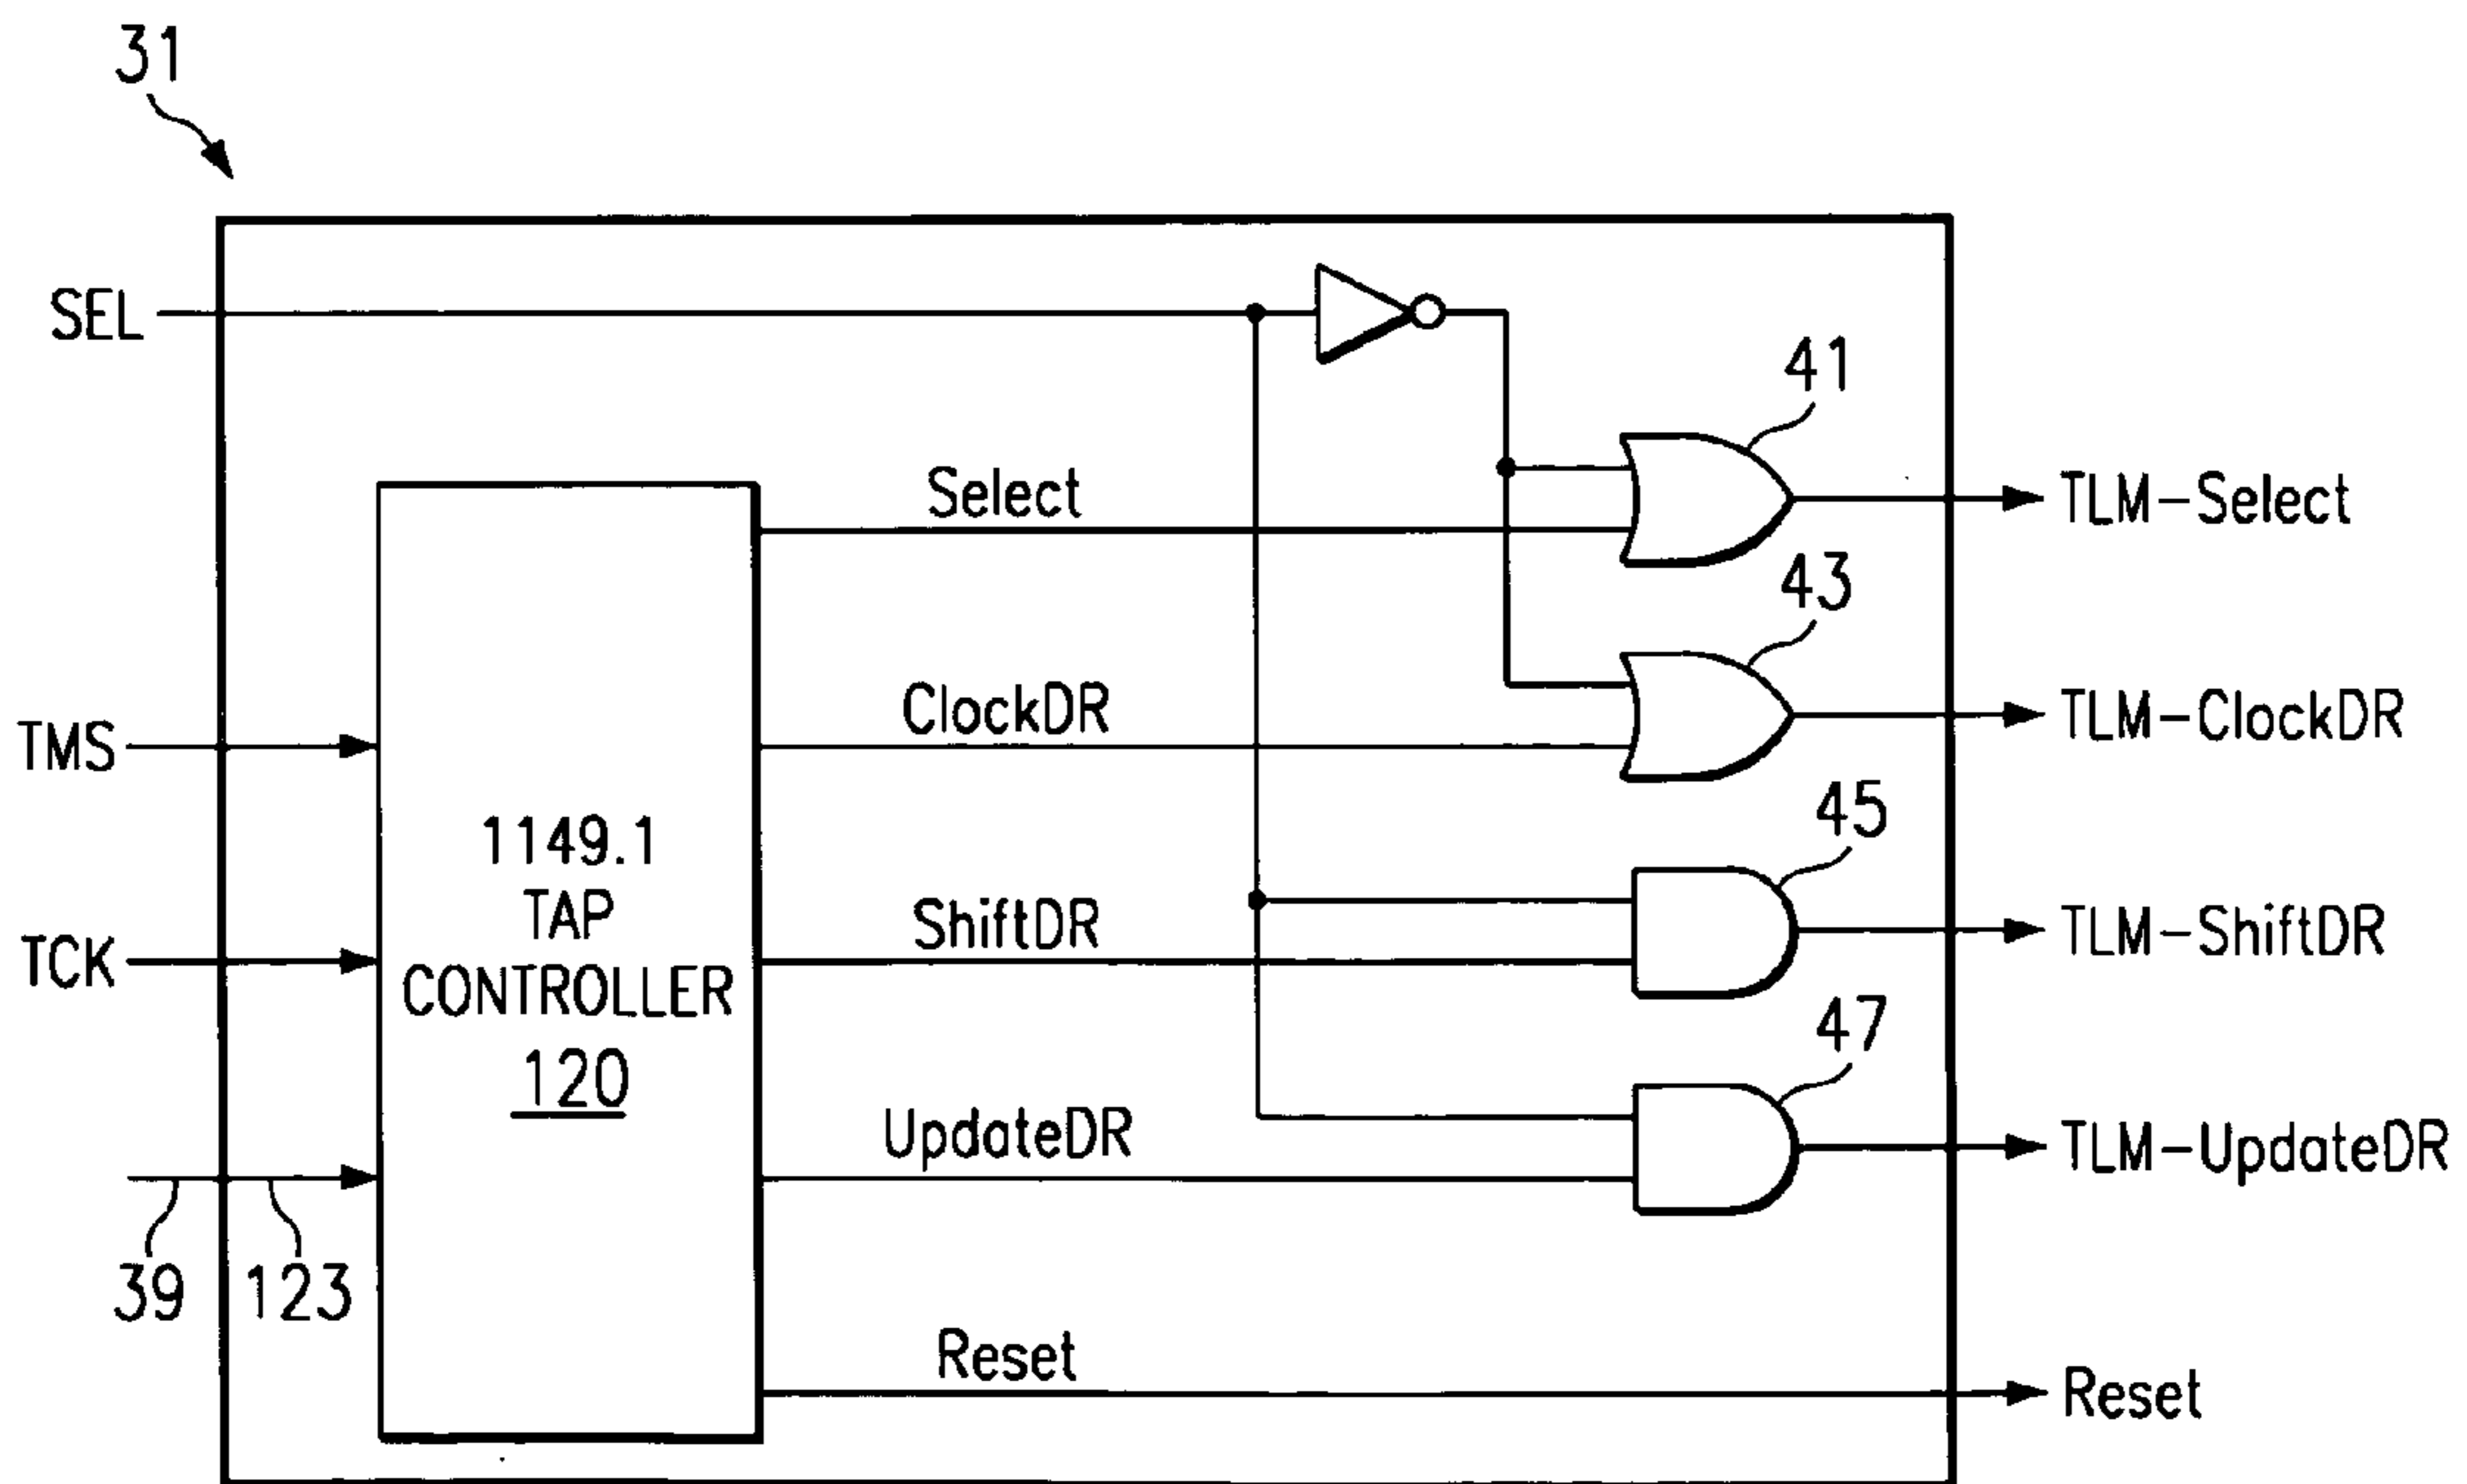 31
SEL
41
Select
TLM-Select
43
ClockDR
TLM-ClockDR
TMS
45
1149.1
TAP
CONTROLLER
120
ShiftDR
TLM-ShiftDR
TCK
47
UpdateDR
TLM-UpdateDR
39
123
Reset
Reset